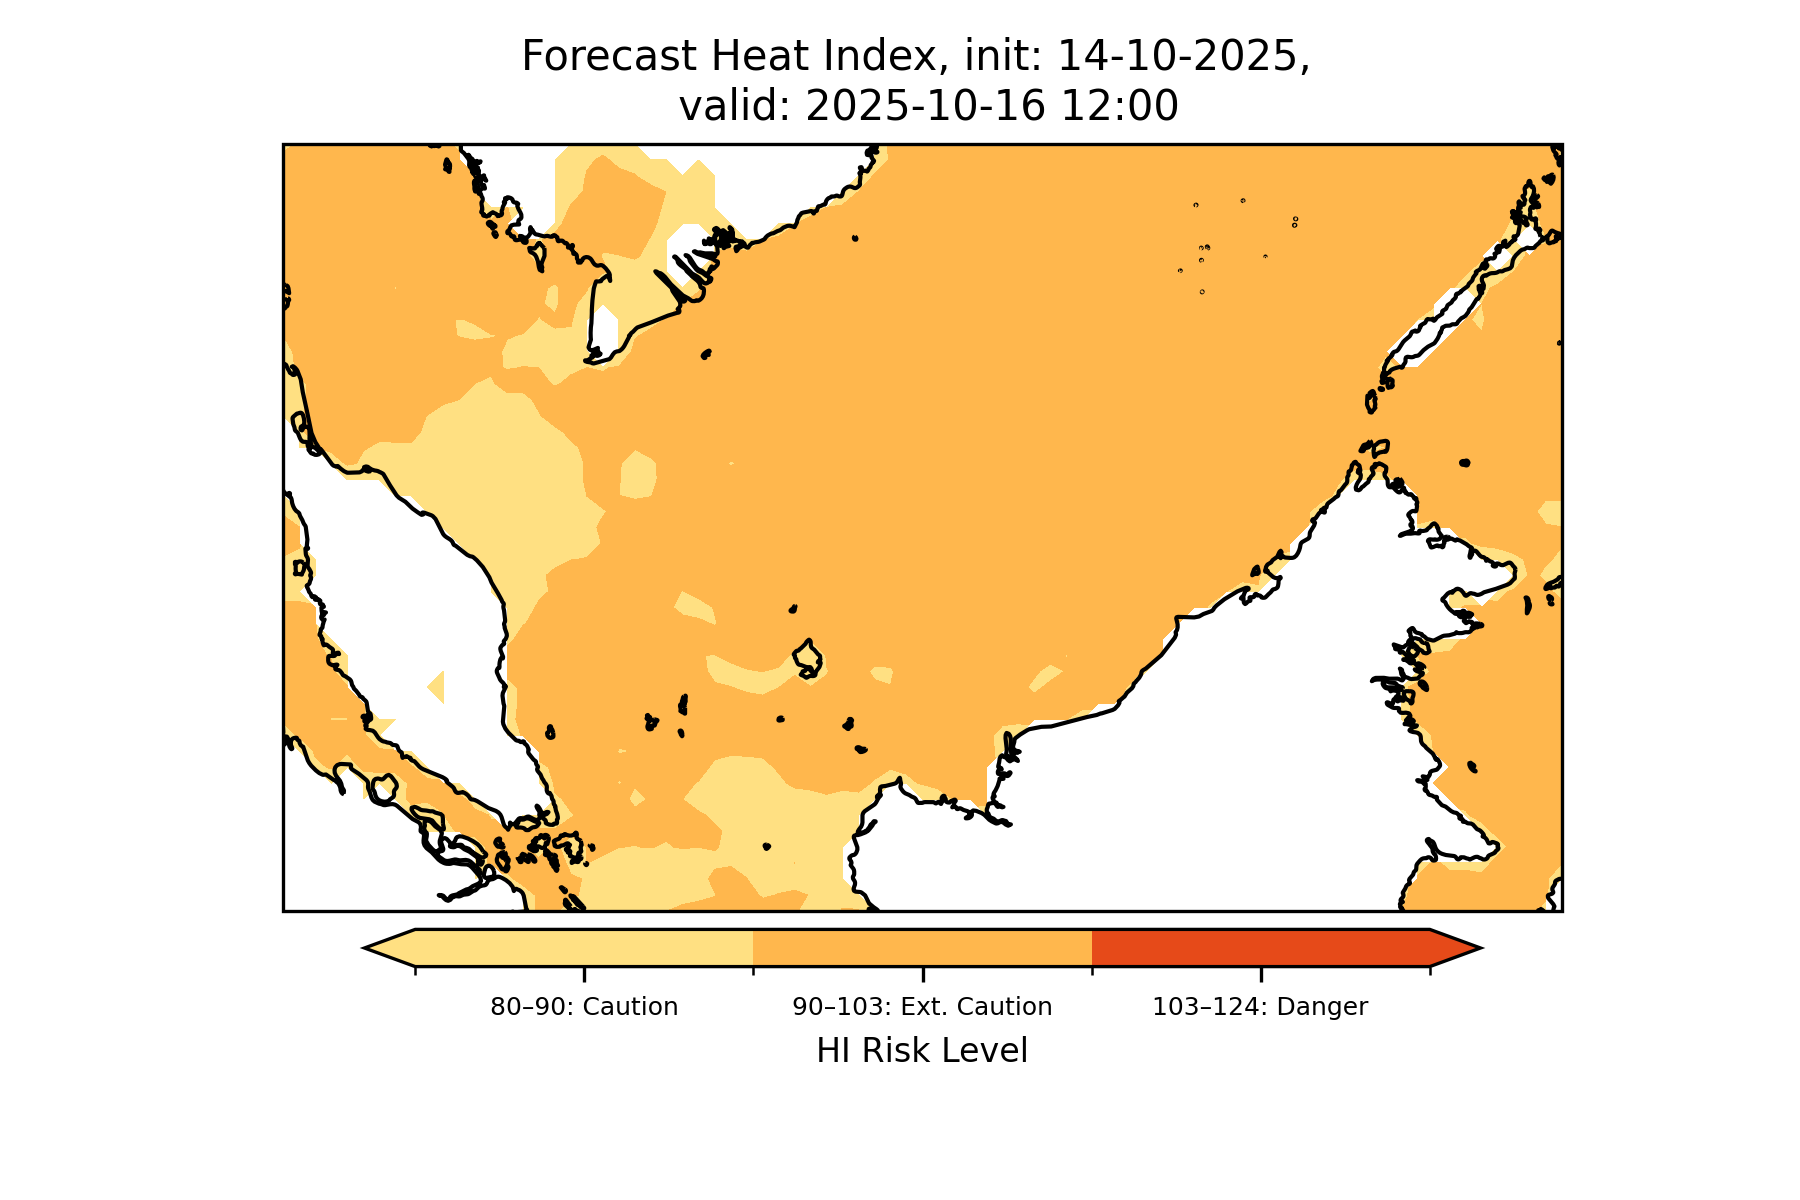 Forecast Heat Index, init: 14-10-2025,
valid: 2025-10-16 12:00
80–90: Caution
90–103: Ext. Caution
103–124: Danger
HI Risk Level